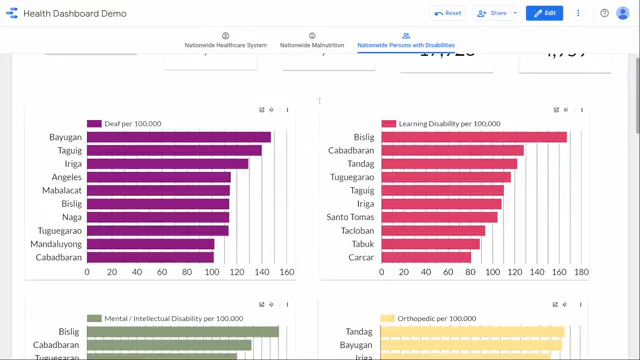 Health Dashboard Demo
Reset
Share
Edit
Nationwide Healthcare System
Nationwide Malnutrition
Nationwide Persons with Disabilities
Deaf per 100,000
Bayugan
Taguig
Iriga
Angeles
Mabalacat
Bislig
Naga
Tuguegarao
Mandaluyong
Cabadbaran
0 20 40 60 80 100 120 140 160
Learning Disability per 100,000
Bislig
Cabadbaran
Tandag
Tuguegarao
Taguig
Iriga
Santo Tomas
Tacloban
Tabuk
Carcar
0 20 40 60 80 100 120 140 160 180
Mental / Intellectual Disability per 100,000
Bislig
Cabadbaran
Tuguegarao
Orthopedic per 100,000
Tandag
Bayugan
Iriga